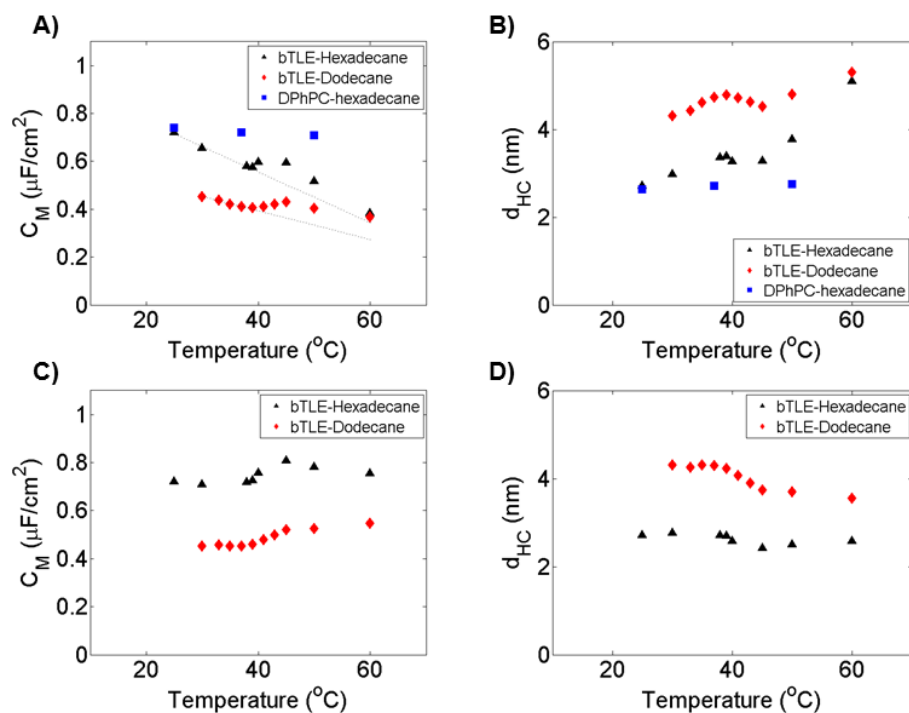 A)
bTLE-Hexadecane
bTLE-Dodecane
DPhPC-hexadecane
1
0.8
0.6
0.4
0.2
0
20
40
60
C_M (μF/cm²)
Temperature (°C)
B)
6
4
2
0
20
40
60
d_HC (nm)
bTLE-Hexadecane
bTLE-Dodecane
DPhPC-hexadecane
Temperature (°C)
C)
bTLE-Hexadecane
bTLE-Dodecane
1
0.8
0.6
0.4
0.2
0
20
40
60
C_M (μF/cm²)
Temperature (°C)
D)
bTLE-Hexadecane
bTLE-Dodecane
6
4
2
0
20
40
60
d_HC (nm)
Temperature (°C)